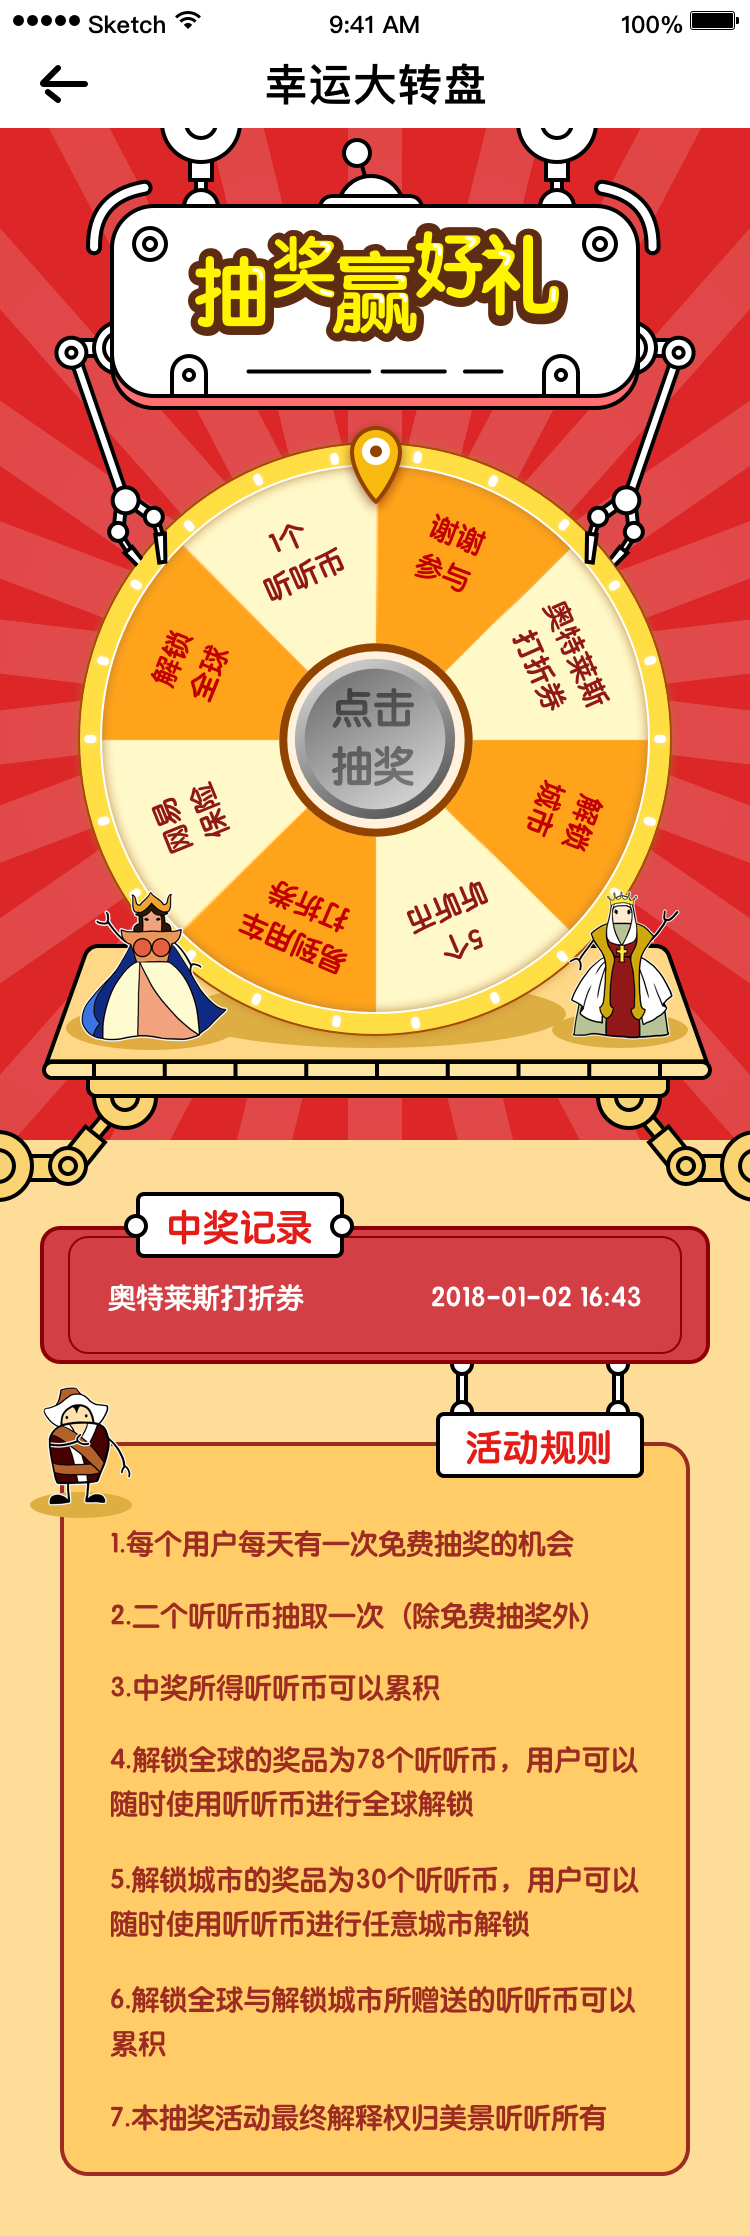 Sketch 9:41 AM 100%
幸运大转盘
抽奖赢好礼
谢谢
参与
奥特莱斯
打折券
解锁
城市
5个
听听币
易到用车
打折券
网易
保险
解锁
全球
1个
听听币
点击
抽奖
中奖记录
奥特莱斯打折券 2018-01-02 16:43
活动规则
1.每个用户每天有一次免费抽奖的机会
2.二个听听币抽取一次（除免费抽奖外）
3.中奖所得听听币可以累积
4.解锁全球的奖品为78个听听币，用户可以
随时使用听听币进行全球解锁
5.解锁城市的奖品为30个听听币，用户可以
随时使用听听币进行任意城市解锁
6.解锁全球与解锁城市所赠送的听听币可以
累积
7.本抽奖活动最终解释权归美景听听所有